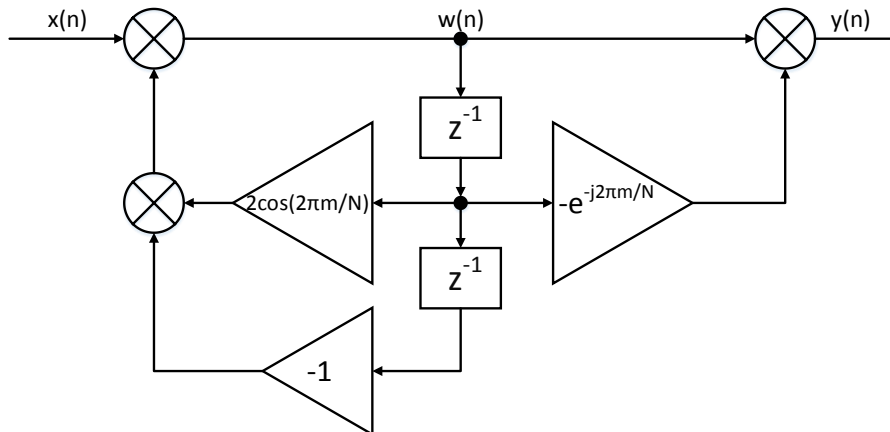 x(n)
w(n)
y(n)
z⁻¹
2cos(2πm/N)
-e^-j2πm/N
z⁻¹
-1